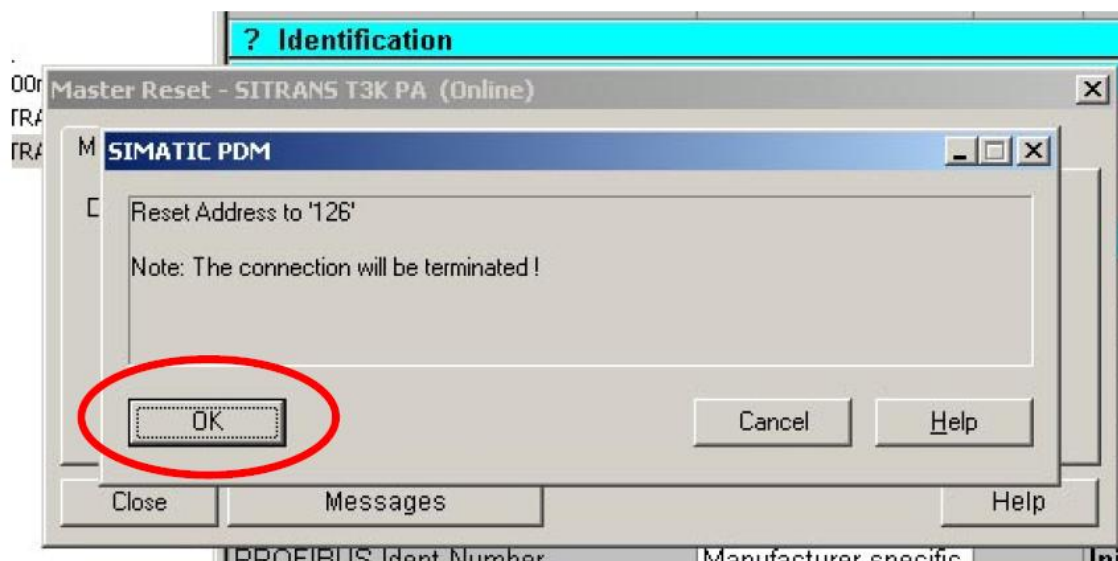 ? Identification
Master Reset - SITRANS T3K PA (Online)
M
SIMATIC PDM
Reset Address to '126'
Note: The connection will be terminated !
OK
Cancel
Help
Close
Messages
Help
PROFIBUS Ident Number
Manufacturer specific